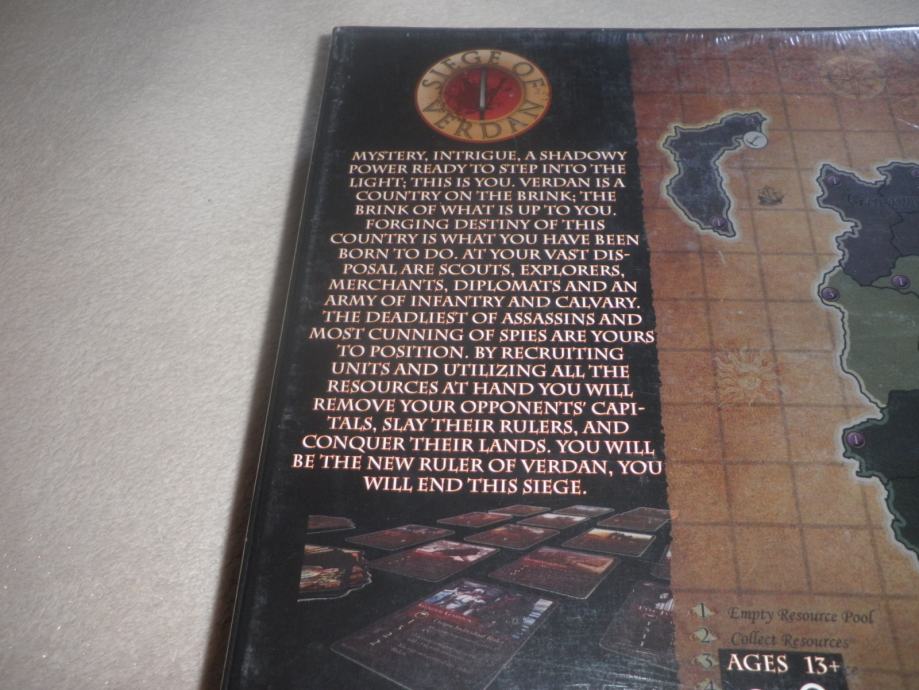 SIEGE OF
VERDAN
MYSTERY, INTRIGUE, A SHADOWY
POWER READY TO STEP INTO THE
LIGHT; THIS IS YOU. VERDAN IS A
COUNTRY ON THE BRINK; THE
BRINK OF WHAT IS UP TO YOU.
FORGING DESTINY OF THIS
COUNTRY IS WHAT YOU HAVE BEEN
BORN TO DO. AT YOUR VAST DIS-
POSAL ARE SCOUTS, EXPLORERS,
MERCHANTS, DIPLOMATS AND AN
ARMY OF INFANTRY AND CALVARY.
THE DEADLIEST OF ASSASSINS AND
MOST CUNNING OF SPIES ARE YOURS
TO POSITION. BY RECRUITING
UNITS AND UTILIZING ALL THE
RESOURCES AT HAND YOU WILL
REMOVE YOUR OPPONENTS' CAPI-
TALS, SLAY THEIR RULERS, AND
CONQUER THEIR LANDS. YOU WILL
BE THE NEW RULER OF VERDAN, YOU
WILL END THIS SIEGE.
1 Empty Resource Pool
2 Collect Resources
3
AGES 13+